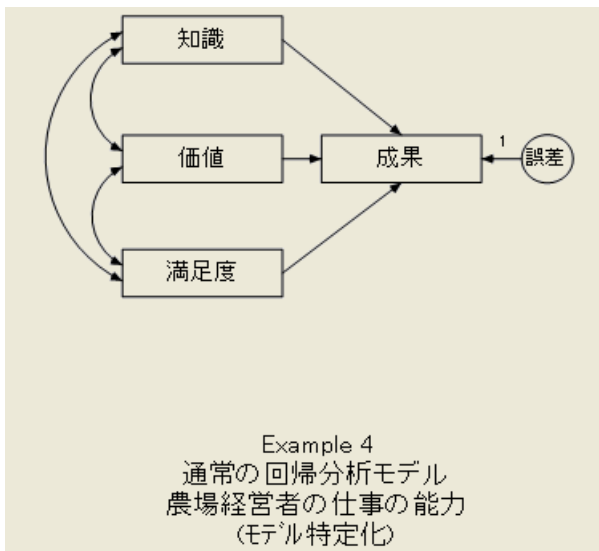 知識
価値
成果
1
誤差
満足度
Example 4
通常の回帰分析モデル
農場経営者の仕事の能力
(ﾓﾃﾞﾙ特定化)